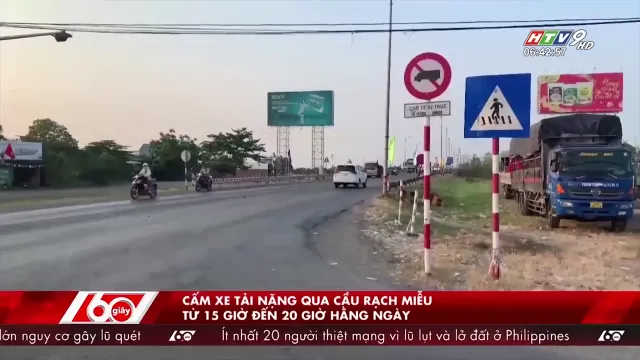 HTV9 HD
06:42:57
60 giây
CẤM XE TẢI NẶNG QUA CẦU RẠCH MIỄU
TỪ 15 GIỜ ĐẾN 20 GIỜ HẰNG NGÀY
lớn nguy cơ gây lũ quét 60 Ít nhất 20 người thiệt mạng vì lũ lụt và lở đất ở Philippines 60